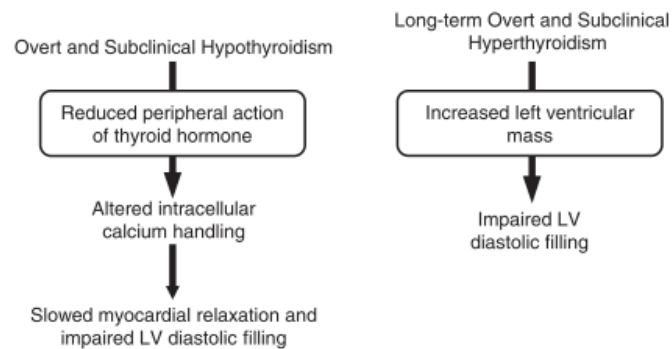 Overt and Subclinical Hypothyroidism
Reduced peripheral action
of thyroid hormone
Altered intracellular
calcium handling
Slowed myocardial relaxation and
impaired LV diastolic filling
Long-term Overt and Subclinical
Hyperthyroidism
Increased left ventricular
mass
Impaired LV
diastolic filling